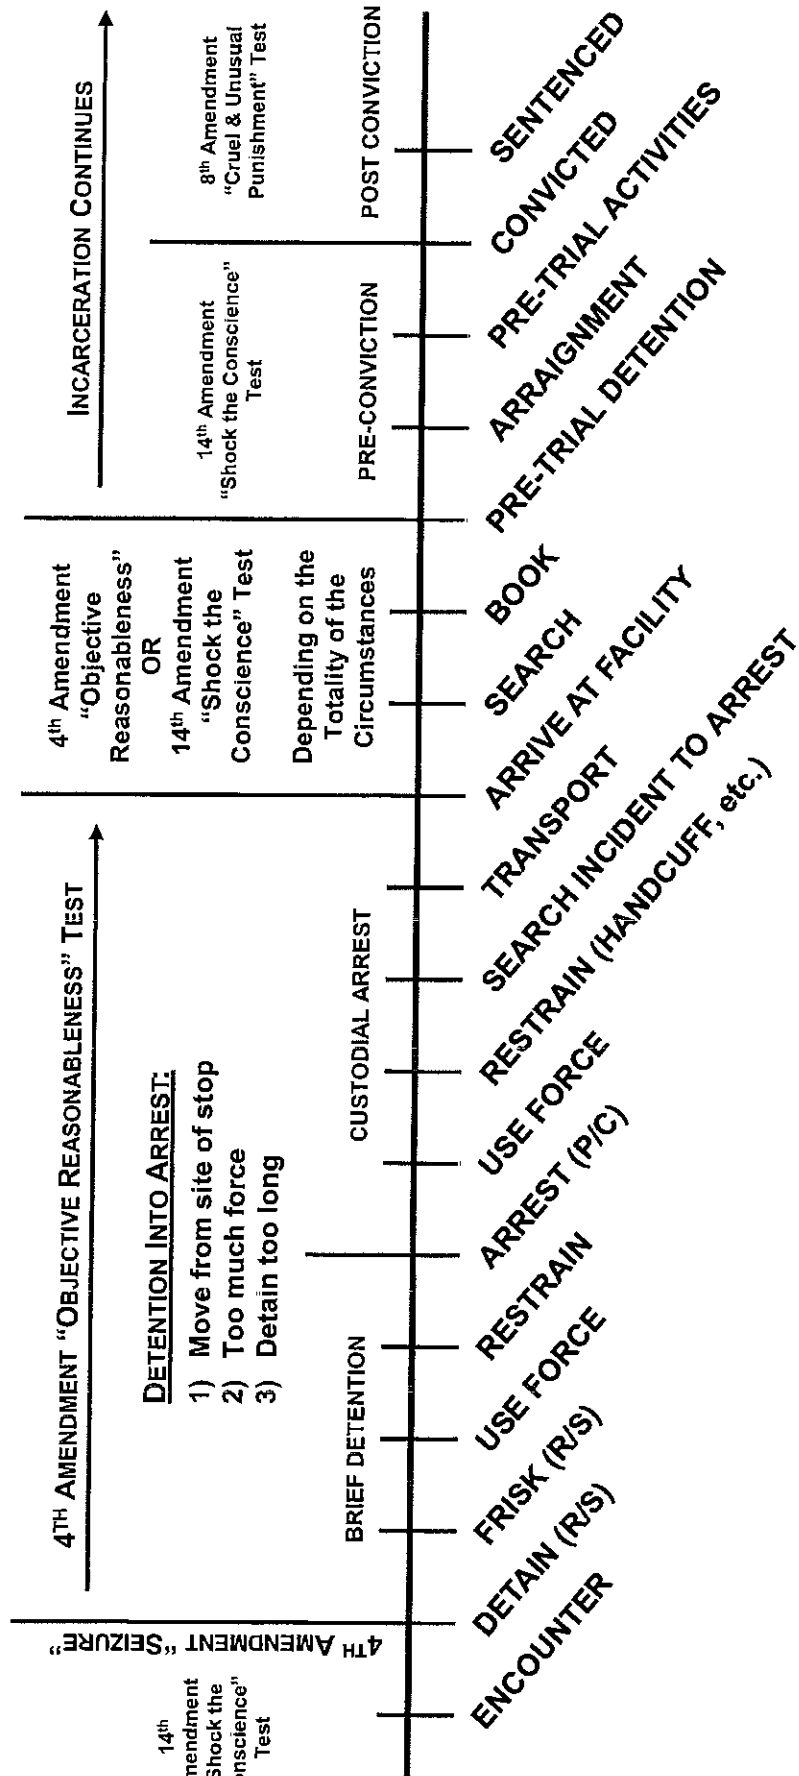 14th
mendment
Shock the
nscience"
Test
4TH AMENDMENT "SEIZURE"
4TH AMENDMENT "OBJECTIVE REASONABLENESS" TEST
DETENTION INTO ARREST:
1) Move from site of stop
2) Too much force
3) Detain too long
BRIEF DETENTION
CUSTODIAL ARREST
4th Amendment
"Objective
Reasonableness"
OR
14th Amendment
"Shock the
Conscience" Test
Depending on the
Totality of the
Circumstances
INCARCERATION CONTINUES
14th Amendment
"Shock the Conscience"
Test
PRE-CONVICTION
8th Amendment
"Cruel & Unusual
Punishment" Test
POST CONVICTION
ENCOUNTER
DETAIN (R/S)
FRISK (R/S)
USE FORCE
RESTRAIN
ARREST (P/C)
USE FORCE
RESTRAIN (HANDCUFF, etc.)
SEARCH INCIDENT TO ARREST
TRANSPORT
ARRIVE AT FACILITY
SEARCH
BOOK
PRE-TRIAL DETENTION
ARRAIGNMENT
PRE-TRIAL ACTIVITIES
CONVICTED
SENTENCED